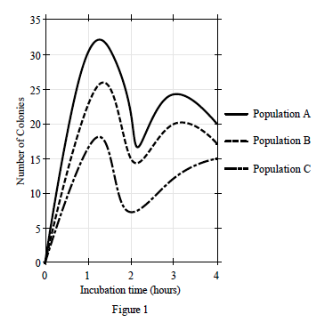 35
30
25
20
15
10
5
0
Number of Colonies
0 1 2 3 4
Incubation time (hours)
Population A
Population B
Population C
Figure 1